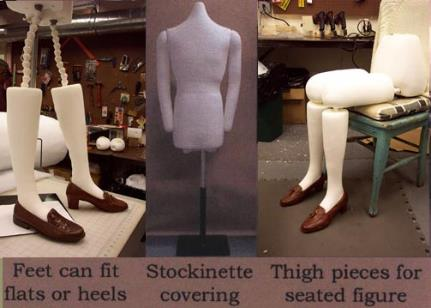 Feet can fit
flats or heels
Stockinette
covering
Thigh pieces for
seated figure